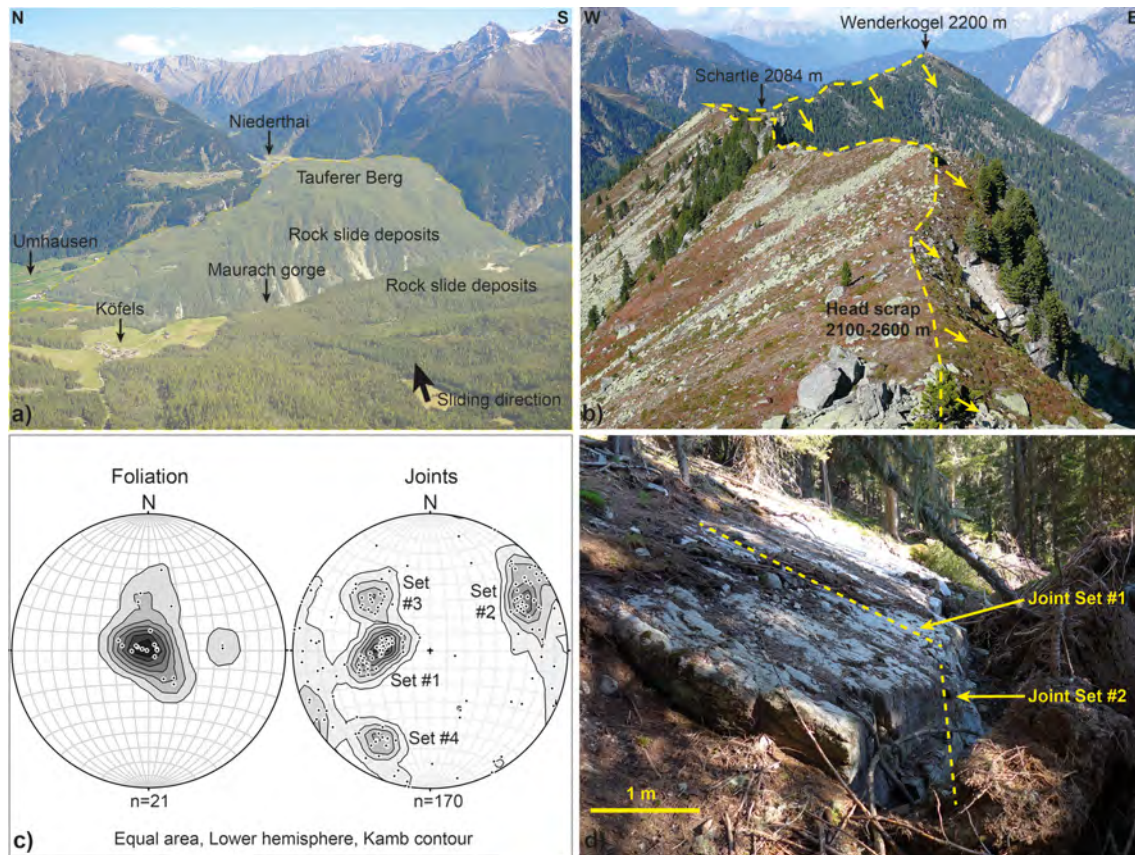 N
S
Niederthai
Tauferer Berg
Rock slide deposits
Umhausen
Maurach gorge
Rock slide deposits
Köfels
Sliding direction
a)
W
E
Wenderkogel 2200 m
Schartle 2084 m
Head scrap
2100-2600 m
b)
Foliation
N
n=21
Joints
N
Set
#3
Set
#2
Set #1
Set #4
n=170
c)
Equal area, Lower hemisphere, Kamb contour
Joint Set #1
Joint Set #2
1 m
d)